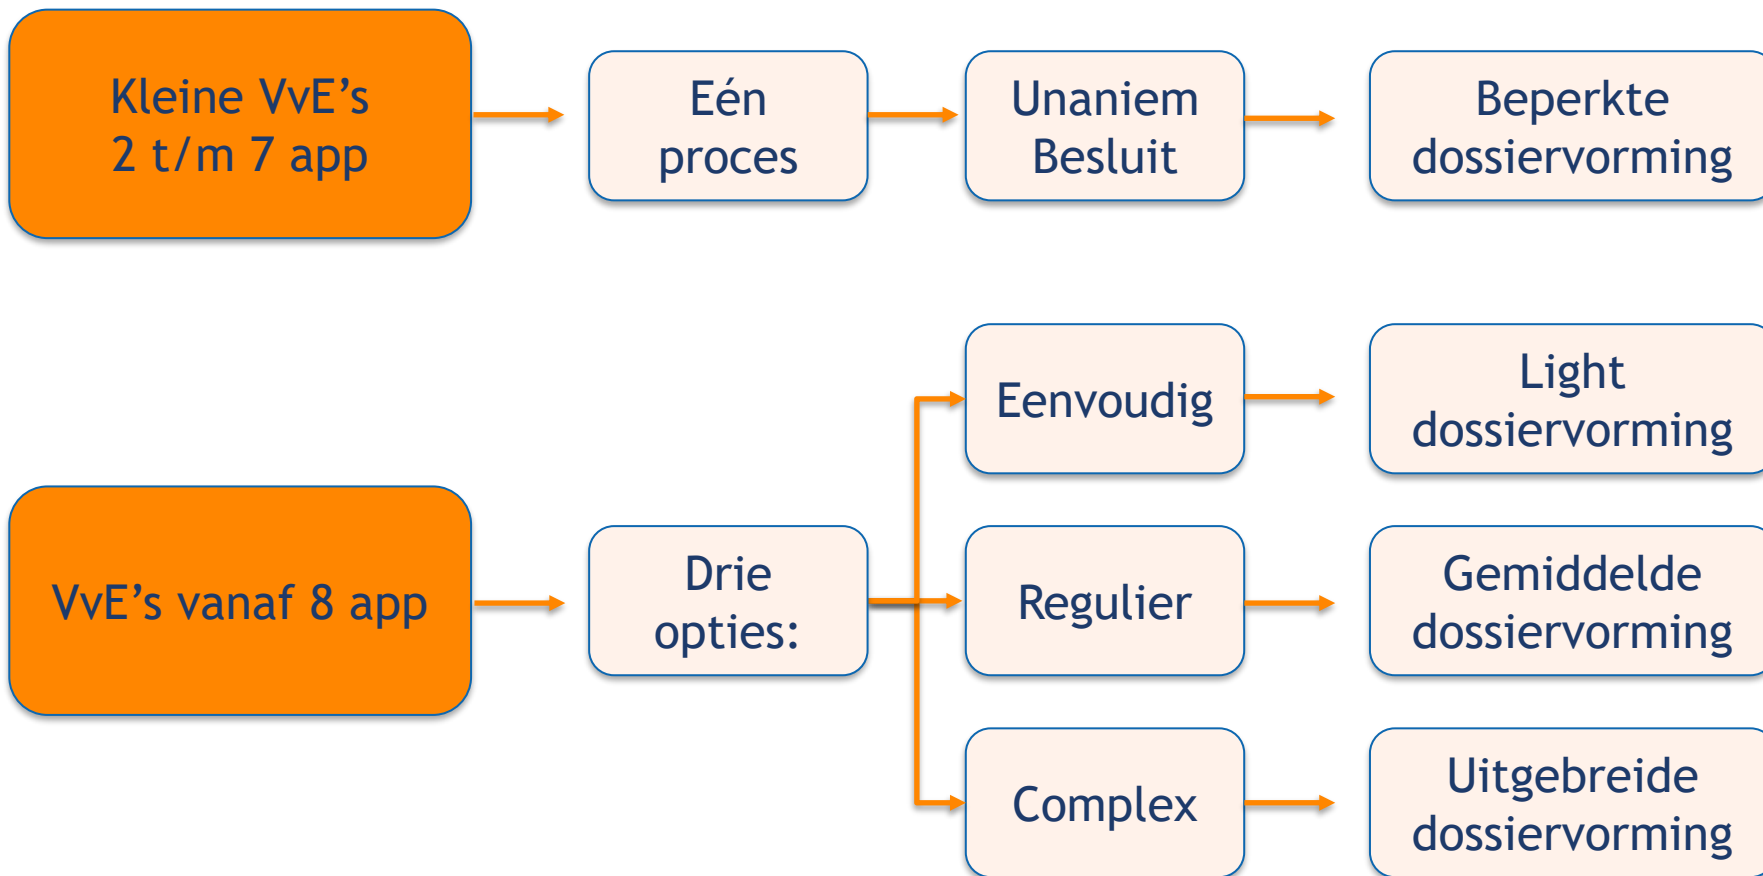 Kleine VvE’s
2 t/m 7 app
Eén
proces
Unaniem
Besluit
Beperkte
dossiervorming
VvE’s vanaf 8 app
Drie
opties:
Eenvoudig
Light
dossiervorming
Regulier
Gemiddelde
dossiervorming
Complex
Uitgebreide
dossiervorming